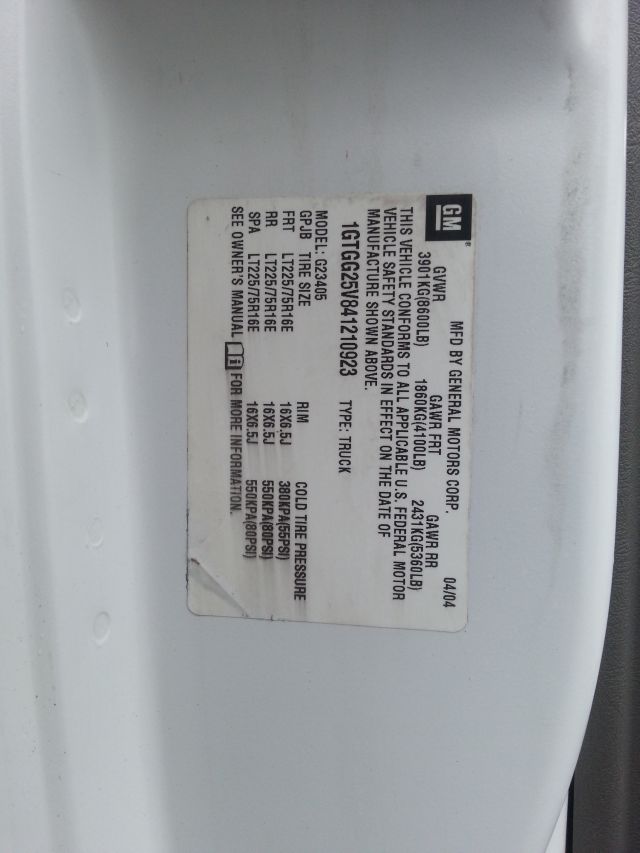 GM
MFD BY GENERAL MOTORS CORP. 04/04
GVWR GAWR FRT GAWR RR
3901KG(8600LB) 1860KG(4100LB) 2431KG(5360LB)
THIS VEHICLE CONFORMS TO ALL APPLICABLE U.S. FEDERAL MOTOR
VEHICLE SAFETY STANDARDS IN EFFECT ON THE DATE OF
MANUFACTURE SHOWN ABOVE.
1GTGG25V841210923 TYPE: TRUCK
MODEL: G23405
GPJB TIRE SIZE RIM COLD TIRE PRESSURE
FRT LT225/75R16E 16X6.5J 380KPA(55PSI)
RR LT225/75R16E 16X6.5J 550KPA(80PSI)
SPA LT225/75R16E 16X6.5J 550KPA(80PSI)
SEE OWNER'S MANUAL FOR MORE INFORMATION.